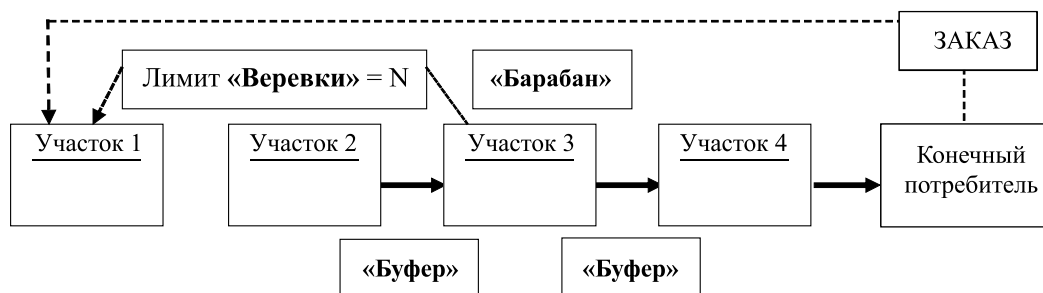 ЗАКАЗ
Лимит «Веревки» = N
«Барабан»
Участок 1
Участок 2
Участок 3
Участок 4
Конечный
потребитель
«Буфер»
«Буфер»